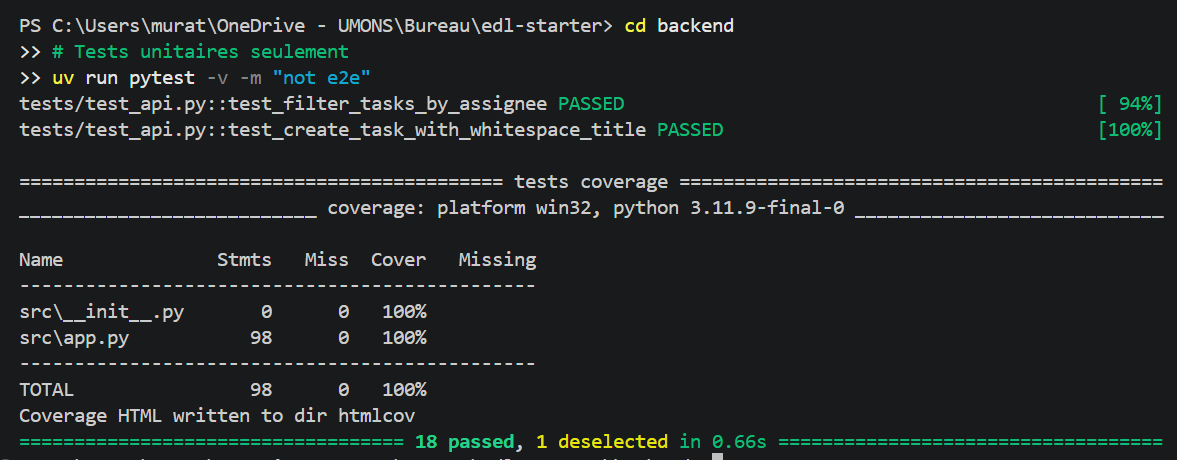 PS C:\Users\murat\OneDrive - UMONS\Bureau\edl-starter> cd backend
>> # Tests unitaires seulement
>> uv run pytest -v -m "not e2e"
tests/test_api.py::test_filter_tasks_by_assignee PASSED [ 94%]
tests/test_api.py::test_create_task_with_whitespace_title PASSED [100%]
============================================ tests coverage ============================================
___________________________ coverage: platform win32, python 3.11.9-final-0 ____________________________
Name Stmts Miss Cover Missing
-----------------------------------------------
src\__init__.py 0 0 100%
src\app.py 98 0 100%
-----------------------------------------------
TOTAL 98 0 100%
Coverage HTML written to dir htmlcov
=================================== 18 passed, 1 deselected in 0.66s ===================================